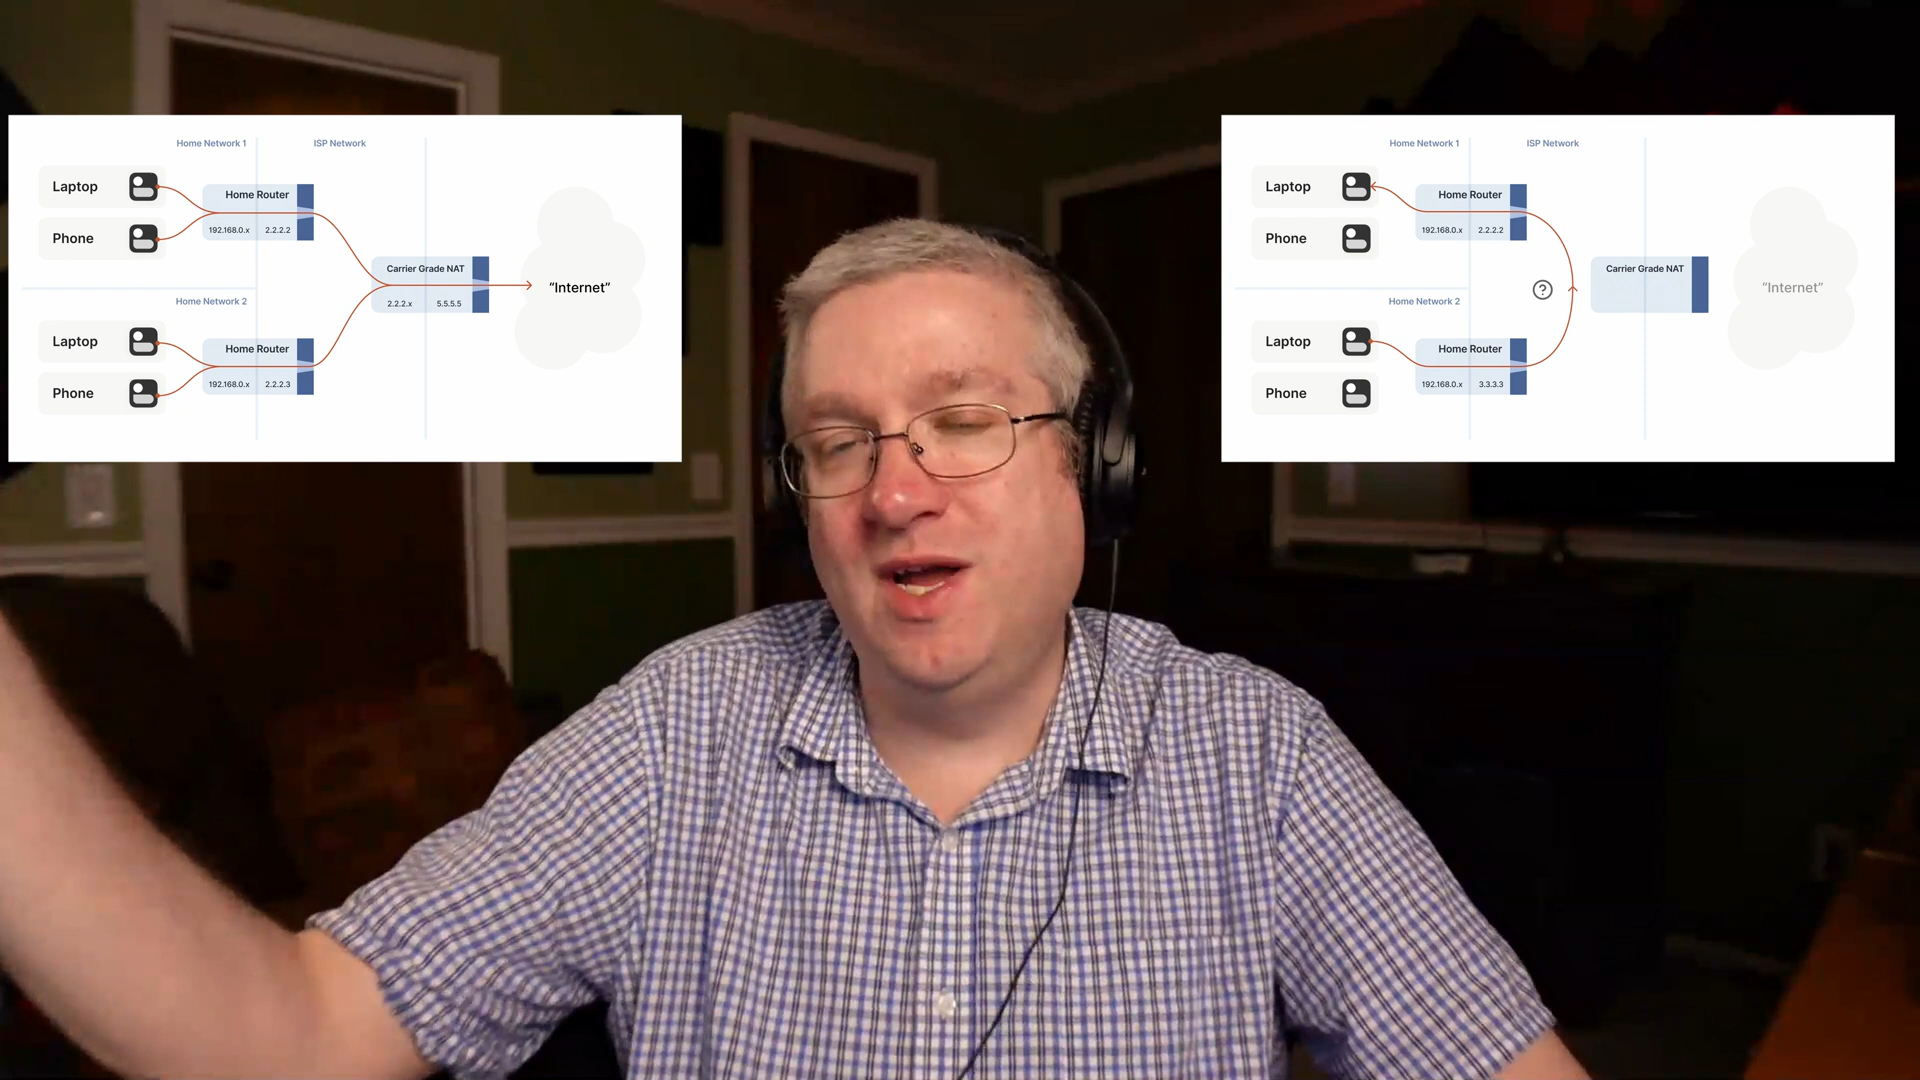 Home Network 1
ISP Network
Laptop
Home Router
Phone
192.168.0.x
2.2.2.2
Carrier Grade NAT
“Internet”
Home Network 2
2.2.2.x
5.5.5.5
Laptop
Home Router
192.168.0.x
2.2.2.3
Phone
Home Network 1
ISP Network
Laptop
Home Router
Phone
192.168.0.x
2.2.2.2
Carrier Grade NAT
“Internet”
?
Home Network 2
Laptop
Home Router
192.168.0.x
3.3.3.3
Phone